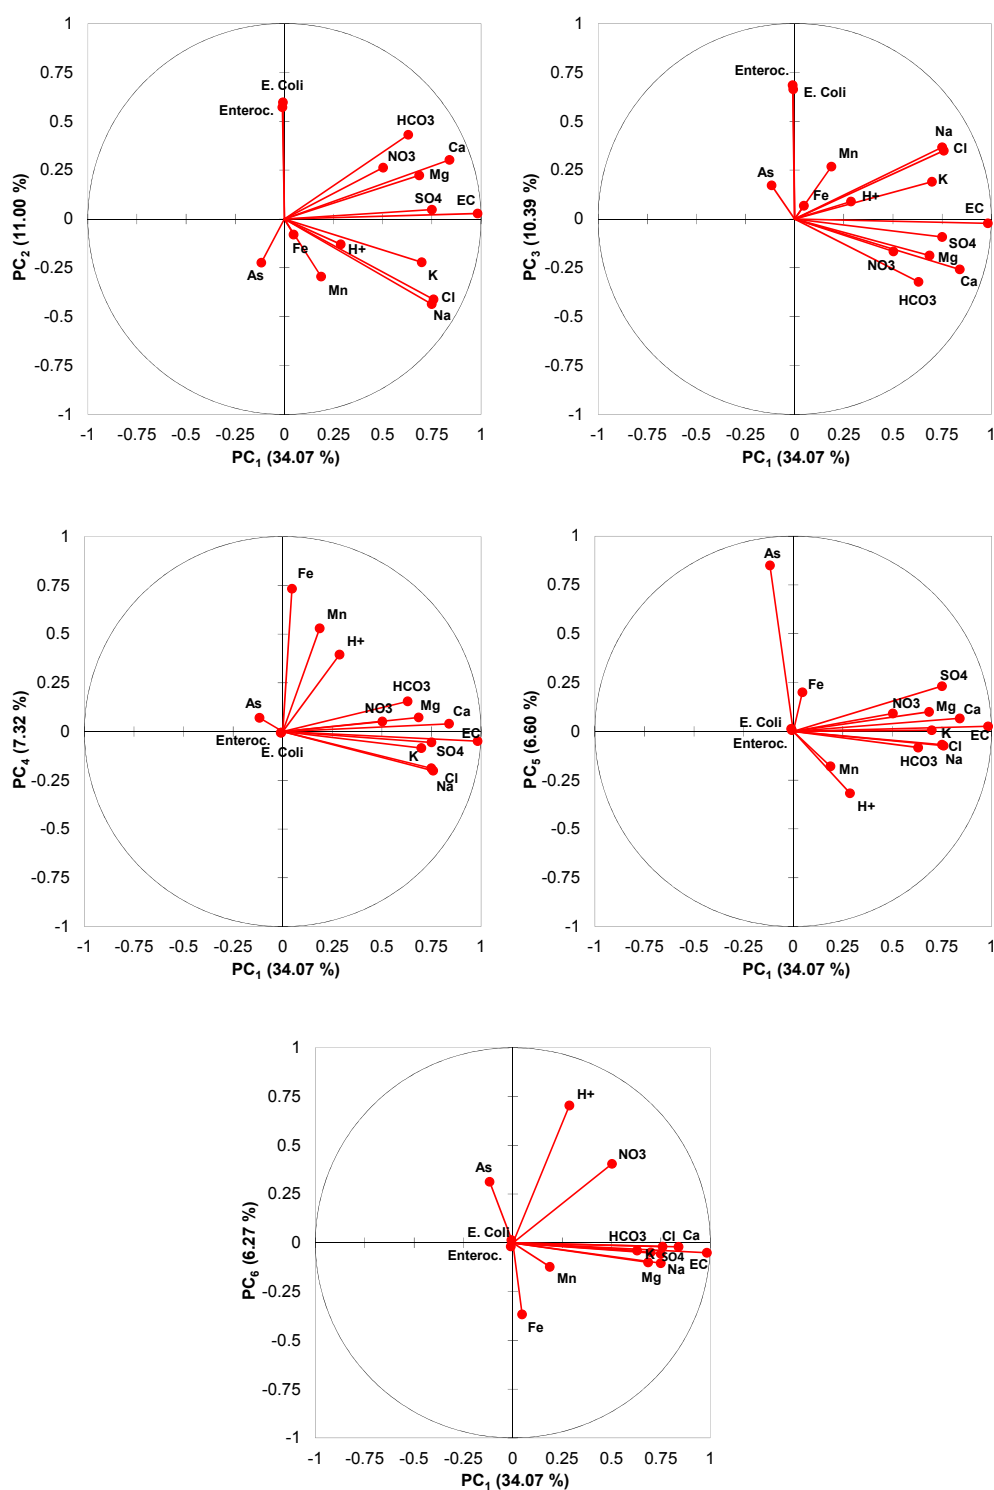 1
0.75
0.5
0.25
0
-0.25
-0.5
-0.75
-1
PC2 (11.00 %)
E. Coli
Enteroc.
HCO3
Ca
NO3
Mg
SO4
EC
Fe
H+
As
Mn
K
Cl
Na
-1 -0.75 -0.5 -0.25 0 0.25 0.5 0.75 1
PC1 (34.07 %)
1
0.75
0.5
0.25
0
-0.25
-0.5
-0.75
-1
PC3 (10.39 %)
Enteroc.
E. Coli
Na
Cl
Mn
As
K
Fe
H+
EC
SO4
NO3
Mg
Ca
HCO3
-1 -0.75 -0.5 -0.25 0 0.25 0.5 0.75 1
PC1 (34.07 %)
1
0.75
0.5
0.25
0
-0.25
-0.5
-0.75
-1
PC4 (7.32 %)
Fe
Mn
H+
HCO3
As
NO3
Mg
Ca
Enteroc.
E. Coli
EC
K
SO4
Cl
Na
-1 -0.75 -0.5 -0.25 0 0.25 0.5 0.75 1
PC1 (34.07 %)
1
0.75
0.5
0.25
0
-0.25
-0.5
-0.75
-1
PC5 (6.60 %)
As
Fe
SO4
NO3
Mg
Ca
E. Coli
EC
Enteroc.
K
Cl
HCO3
Na
Mn
H+
-1 -0.75 -0.5 -0.25 0 0.25 0.5 0.75 1
PC1 (34.07 %)
1
0.75
0.5
0.25
0
-0.25
-0.5
-0.75
-1
PC6 (6.27 %)
H+
NO3
As
E. Coli
HCO3
Cl
Ca
Enteroc.
K
SO4
EC
Mn
Mg
Na
Fe
-1 -0.75 -0.5 -0.25 0 0.25 0.5 0.75 1
PC1 (34.07 %)